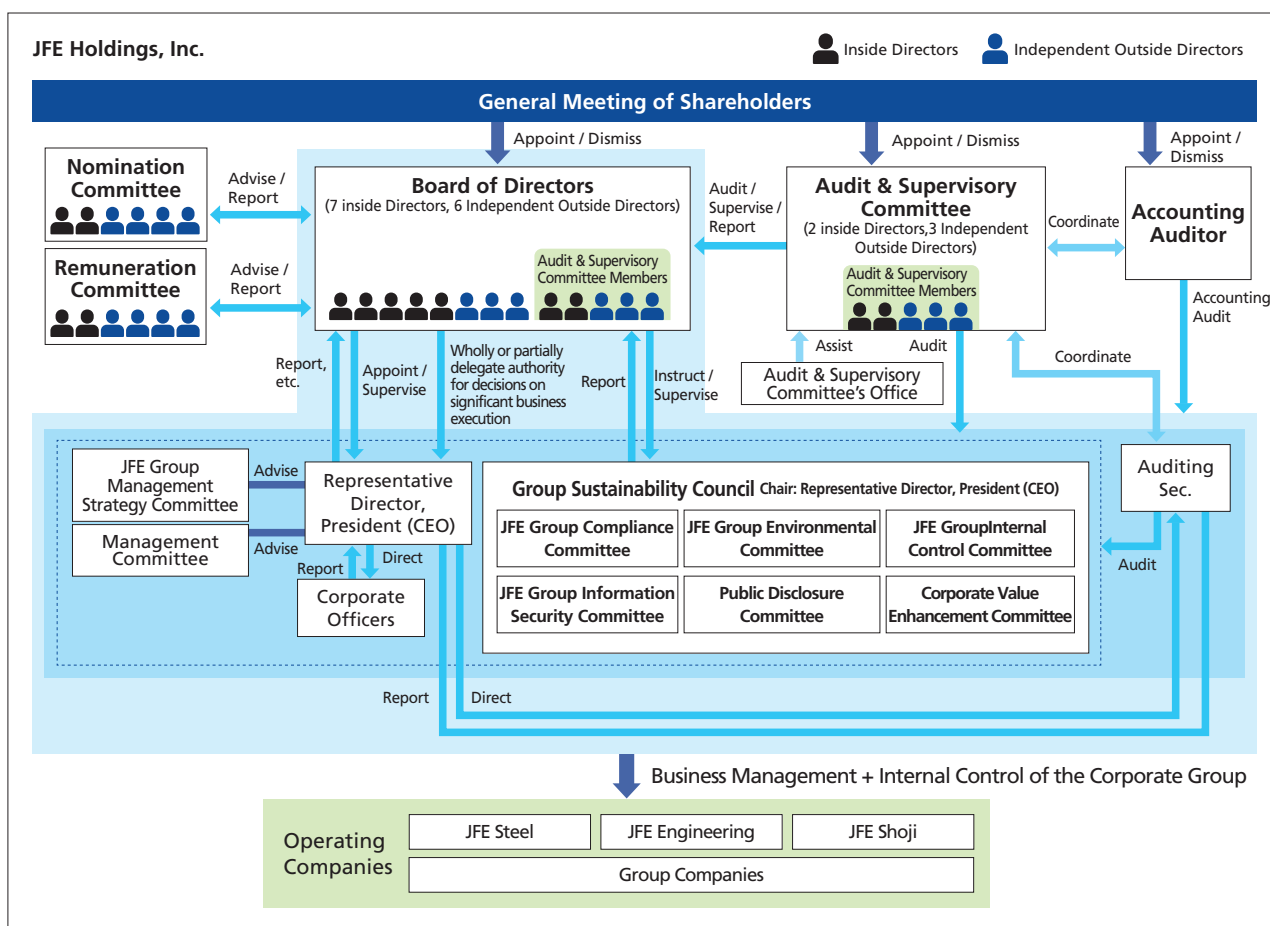 JFE Holdings, Inc.
Inside Directors
Independent Outside Directors
General Meeting of Shareholders
Appoint / Dismiss
Appoint / Dismiss
Appoint /
Dismiss
Nomination
Committee
Advise /
Report
Remuneration
Committee
Advise /
Report
Board of Directors
(7 inside Directors, 6 Independent Outside Directors)
Audit & Supervisory
Committee Members
Audit /
Supervise /
Report
Audit & Supervisory
Committee
(2 inside Directors,3 Independent
Outside Directors)
Audit & Supervisory
Committee Members
Coordinate
Accounting
Auditor
Accounting
Audit
Report,
etc.
Appoint /
Supervise
Wholly or partially
delegate authority
for decisions on
significant business
execution
Report
Instruct /
Supervise
Assist
Audit
Audit & Supervisory
Committee's Office
Coordinate
JFE Group
Management
Strategy Committee
Advise
Management
Committee
Advise
Representative
Director,
President (CEO)
Report
Direct
Corporate
Officers
Group Sustainability Council Chair: Representative Director, President (CEO)
JFE Group Compliance
Committee
JFE Group Environmental
Committee
JFE GroupInternal
Control Committee
JFE Group Information
Security Committee
Public Disclosure
Committee
Corporate Value
Enhancement Committee
Auditing
Sec.
Audit
Report
Direct
Business Management + Internal Control of the Corporate Group
Operating
Companies
JFE Steel
JFE Engineering
JFE Shoji
Group Companies